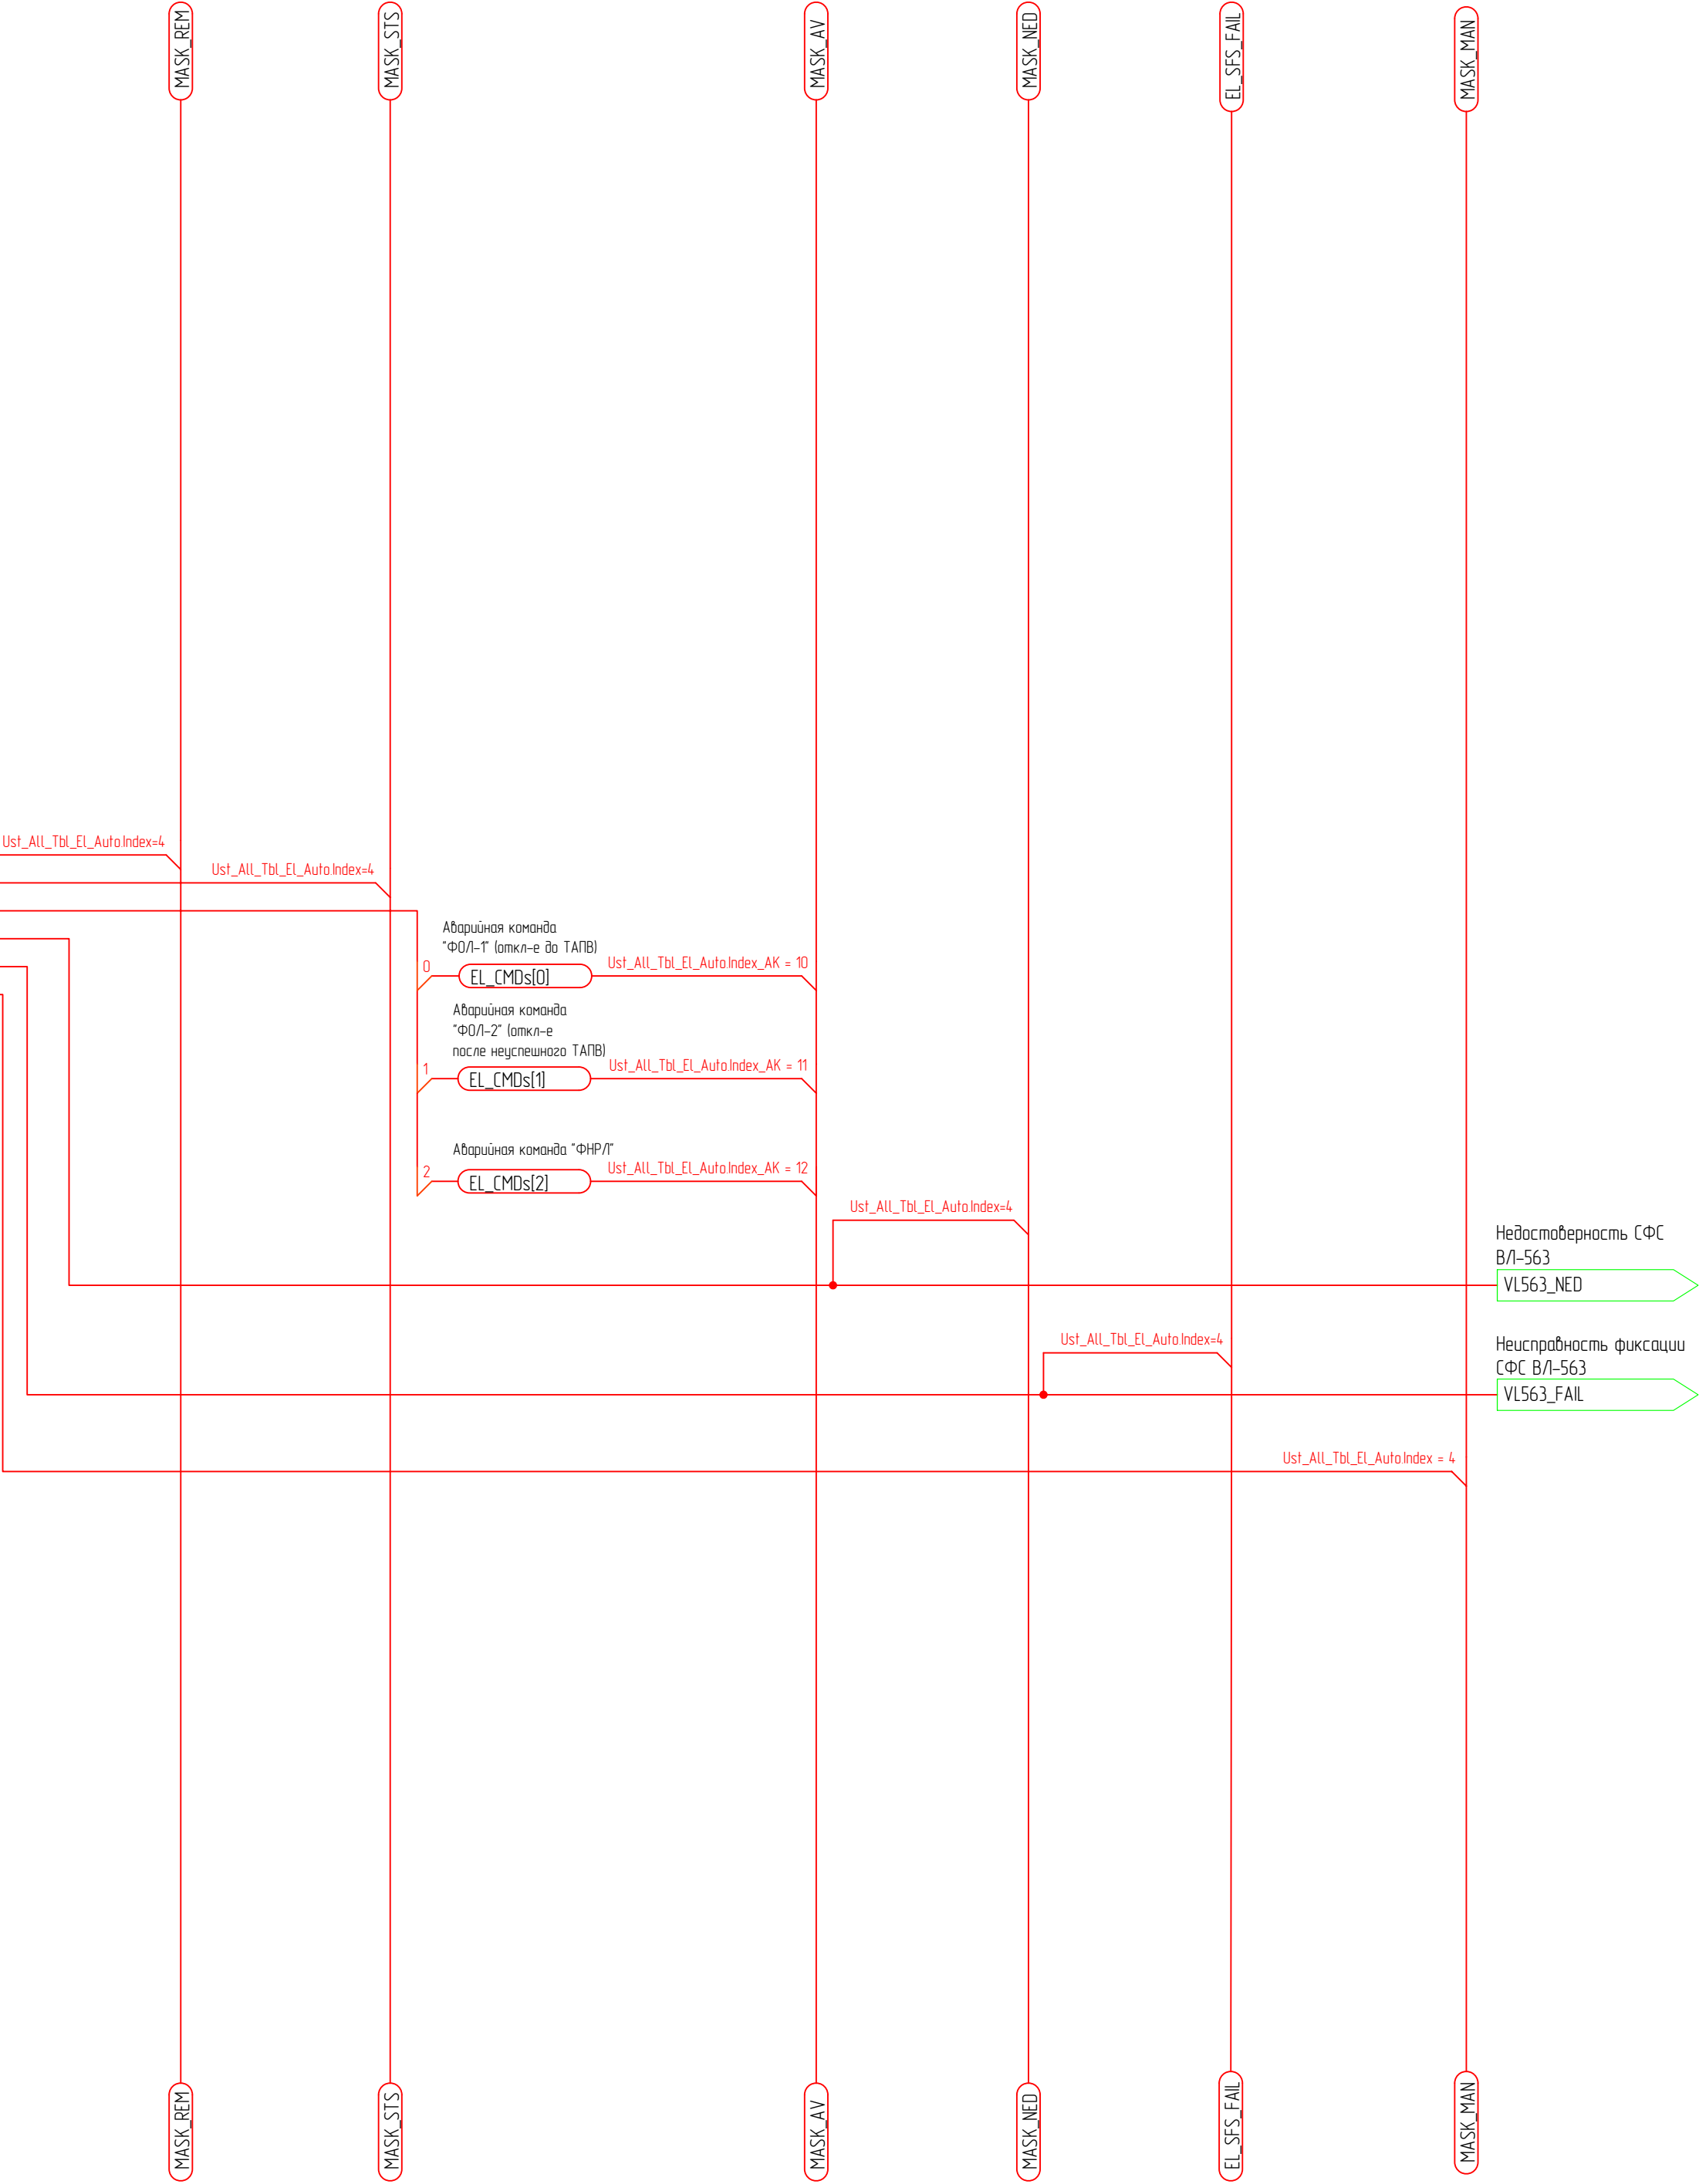 MASK_REM
MASK_STS
MASK_AV
MASK_NED
EL_SFS_FAIL
MASK_MAN
Ust_All_Tbl_El_Auto.Index=4
Ust_All_Tbl_El_Auto.Index=4
Аварийная команда
"ФОЛ-1" (откл-е до ТАПВ)
0
EL_CMDs[0]
Ust_All_Tbl_El_Auto.Index_AK = 10
Аварийная команда
"ФОЛ-2" (откл-е
после неуспешного ТАПВ)
1
EL_CMDs[1]
Ust_All_Tbl_El_Auto.Index_AK = 11
Аварийная команда "ФНРЛ"
2
EL_CMDs[2]
Ust_All_Tbl_El_Auto.Index_AK = 12
Ust_All_Tbl_El_Auto.Index=4
Недостоверность СФС
ВЛ-563
VL563_NED
Ust_All_Tbl_El_Auto.Index=4
Неисправность фиксации
СФС ВЛ-563
VL563_FAIL
Ust_All_Tbl_El_Auto.Index = 4
MASK_REM
MASK_STS
MASK_AV
MASK_NED
EL_SFS_FAIL
MASK_MAN